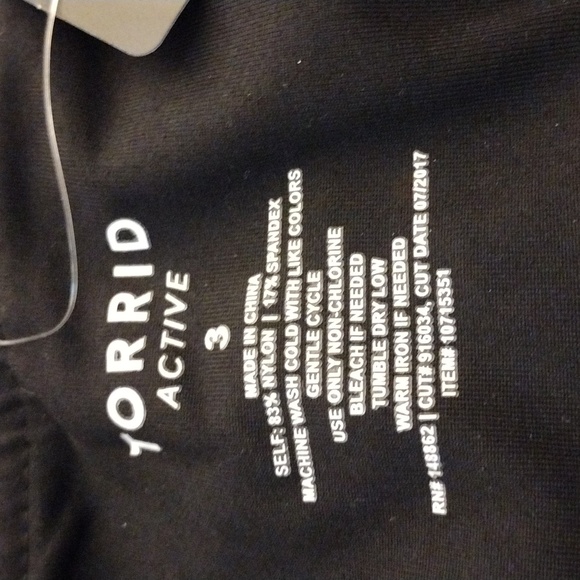 TORRID
ACTIVE
3
MADE IN CHINA
SELF: 83% NYLON | 17% SPANDEX
MACHINE WASH COLD WITH LIKE COLORS
GENTLE CYCLE
USE ONLY NON-CHLORINE
BLEACH IF NEEDED
TUMBLE DRY LOW
WARM IRON IF NEEDED
RN# 148862 | CUT# 916034, CUT DATE 07/2017
ITEM# 10715351